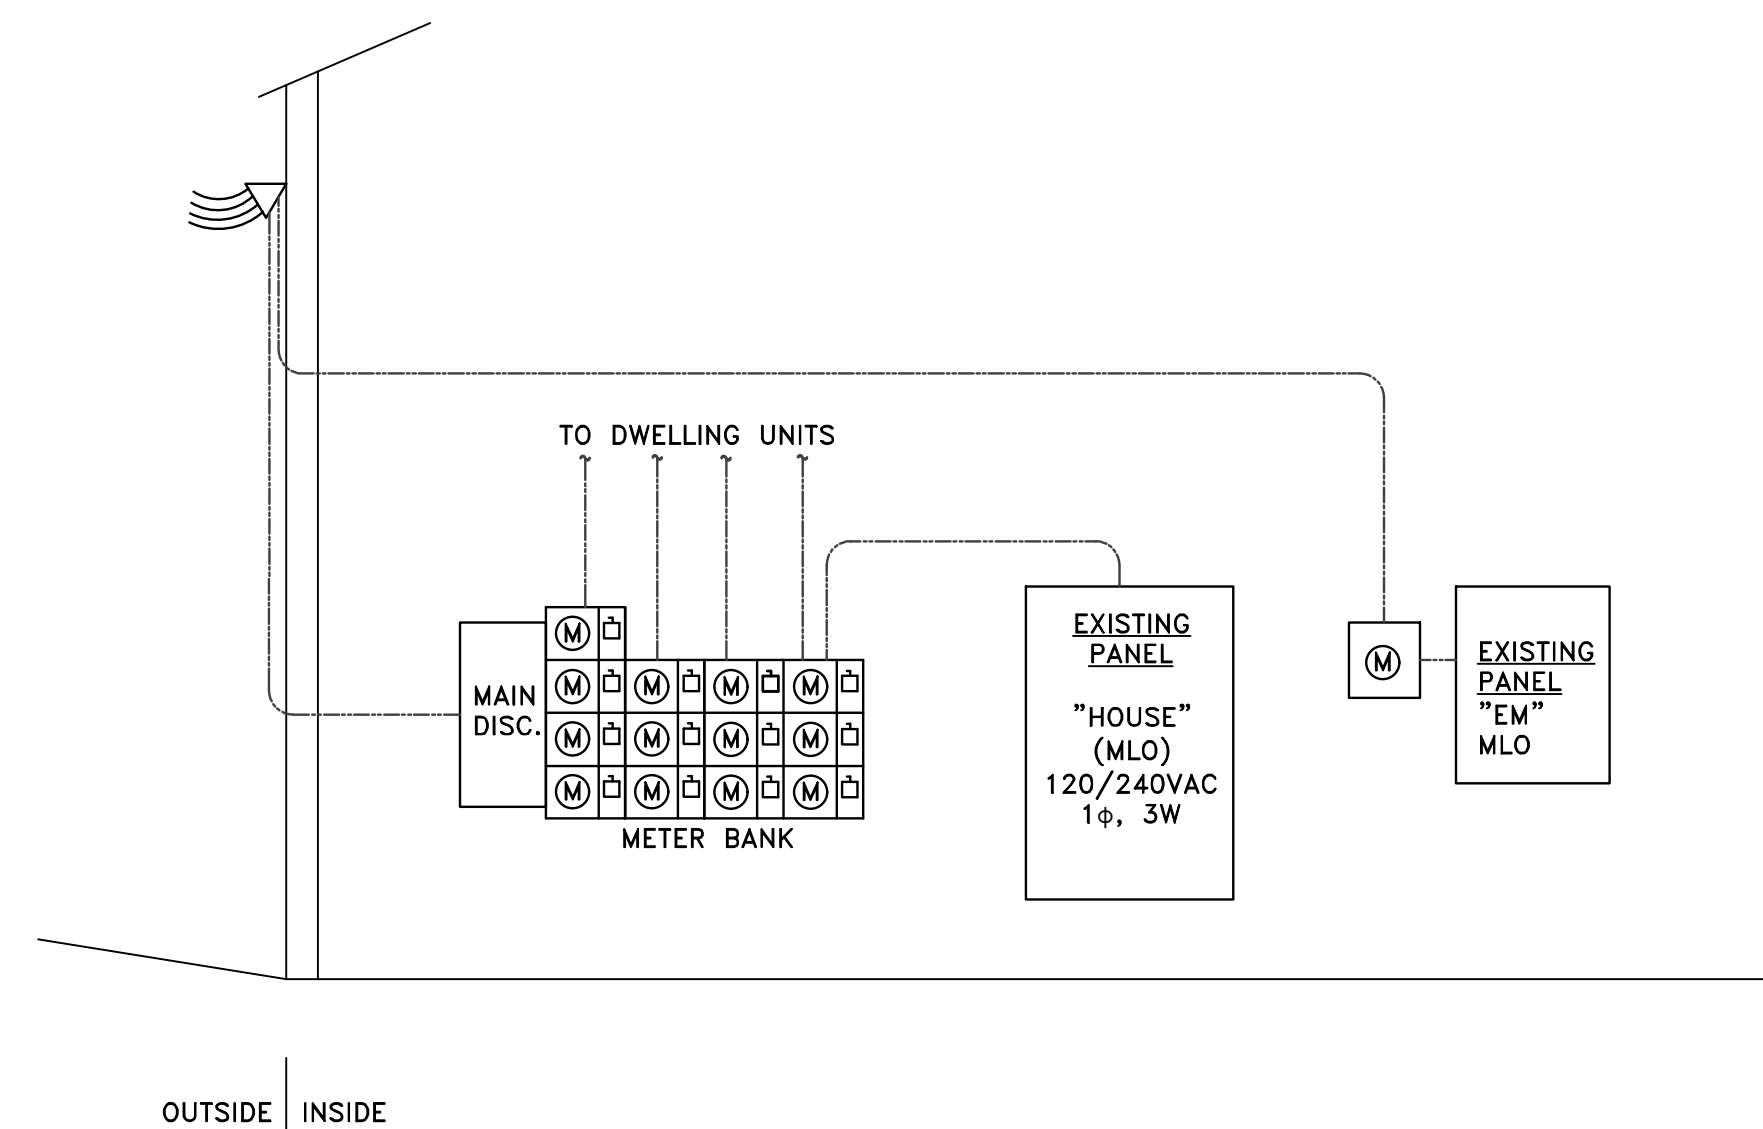 TO DWELLING UNITS
M
M M M M
M M M M
M M M M
MAIN
DISC.
METER BANK
EXISTING
PANEL
"HOUSE"
(MLO)
120/240VAC
1ϕ, 3W
M
EXISTING
PANEL
"EM"
MLO
OUTSIDE
INSIDE